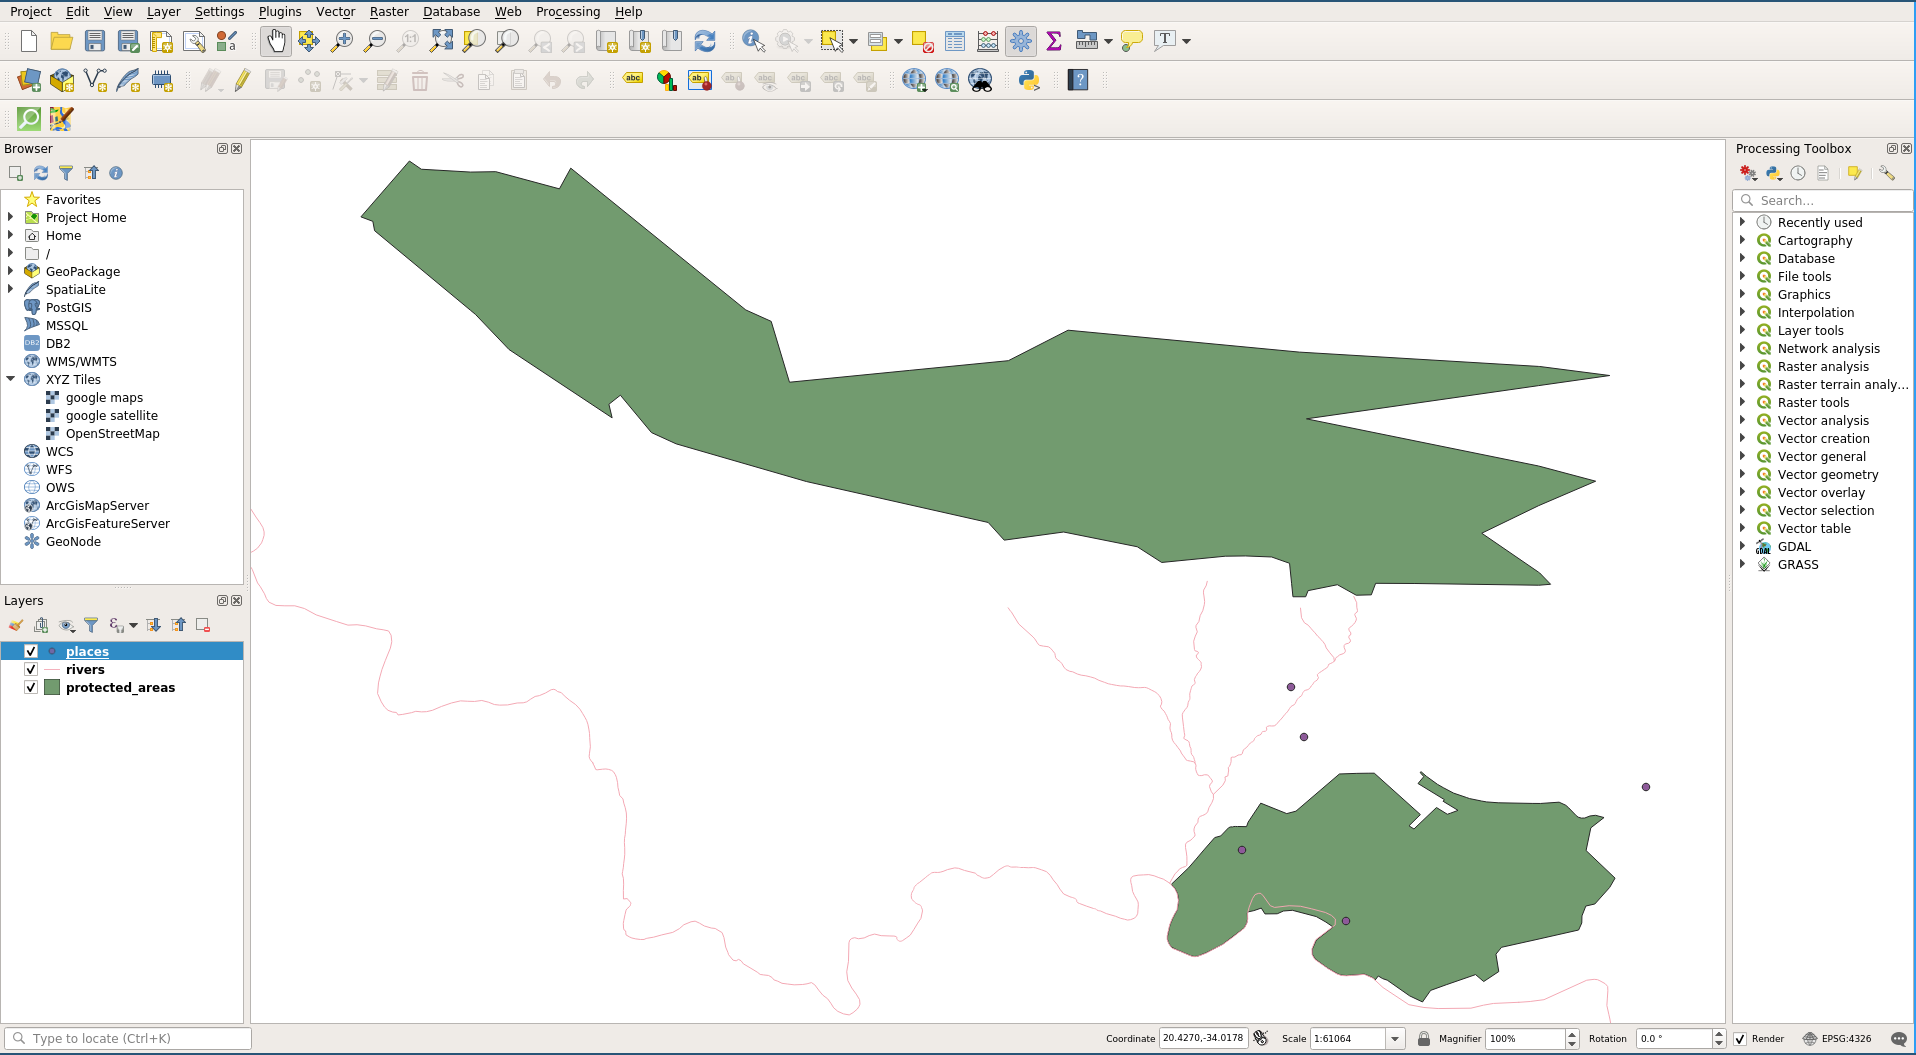 Project Edit View Layer Settings Plugins Vector Raster Database Web Processing Help
Browser
Favorites
Project Home
Home
/
GeoPackage
SpatiaLite
PostGIS
MSSQL
DB2
WMS/WMTS
XYZ Tiles
google maps
google satellite
OpenStreetMap
WCS
WFS
OWS
ArcGisMapServer
ArcGisFeatureServer
GeoNode
Layers
places
rivers
protected_areas
Processing Toolbox
Search...
Recently used
Cartography
Database
File tools
Graphics
Interpolation
Layer tools
Network analysis
Raster analysis
Raster terrain analy...
Raster tools
Vector analysis
Vector creation
Vector general
Vector geometry
Vector overlay
Vector selection
Vector table
GDAL
GRASS
Type to locate (Ctrl+K)
Coordinate 20.4270,-34.0178 Scale 1:61064 Magnifier 100% Rotation 0.0 ° Render EPSG:4326